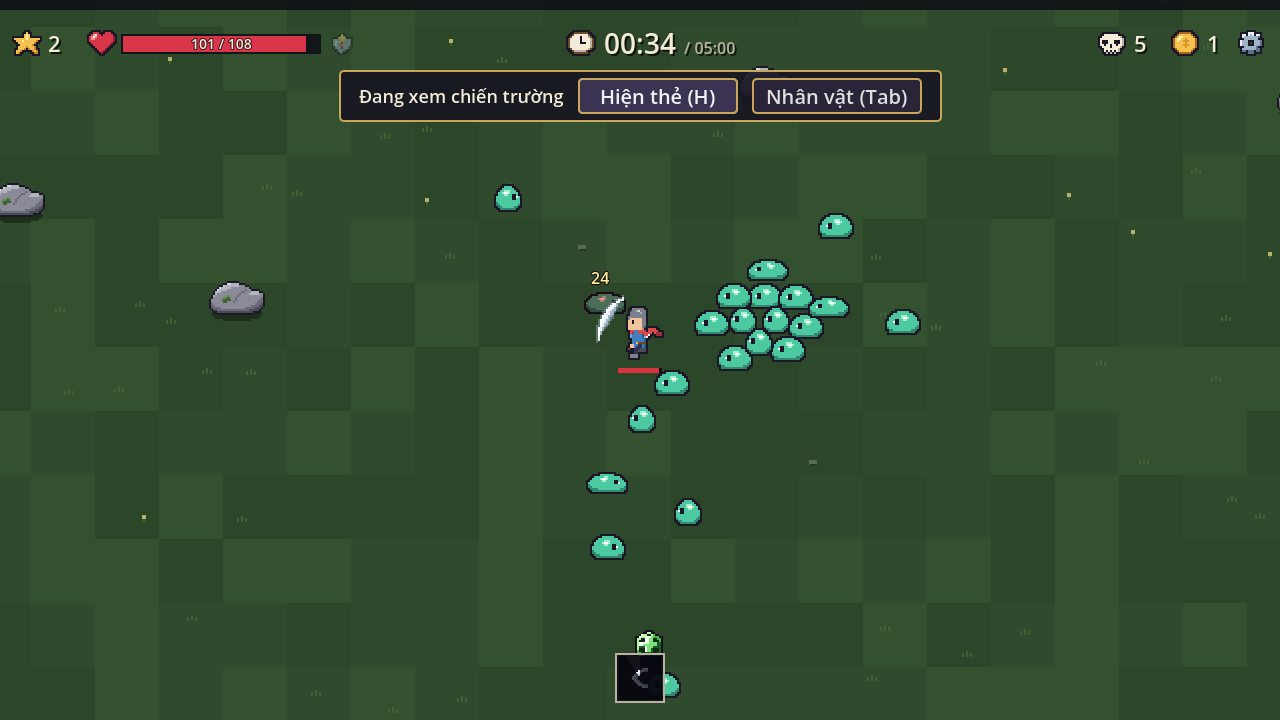 2
101 / 108
00:34 / 05:00
5
1
Đang xem chiến trường
Hiện thẻ (H)
Nhân vật (Tab)
24